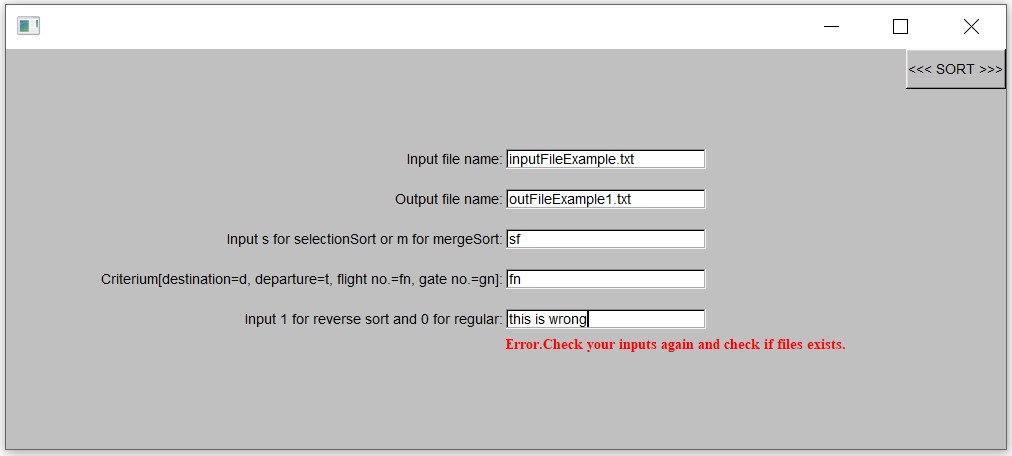 <<< SORT >>>
Input file name: inputFileExample.txt
Output file name: outFileExample1.txt
Input s for selectionSort or m for mergeSort: sf
Criterium[destination=d, departure=t, flight no.=fn, gate no.=gn]: fn
Input 1 for reverse sort and 0 for regular: this is wrong
Error.Check your inputs again and check if files exists.